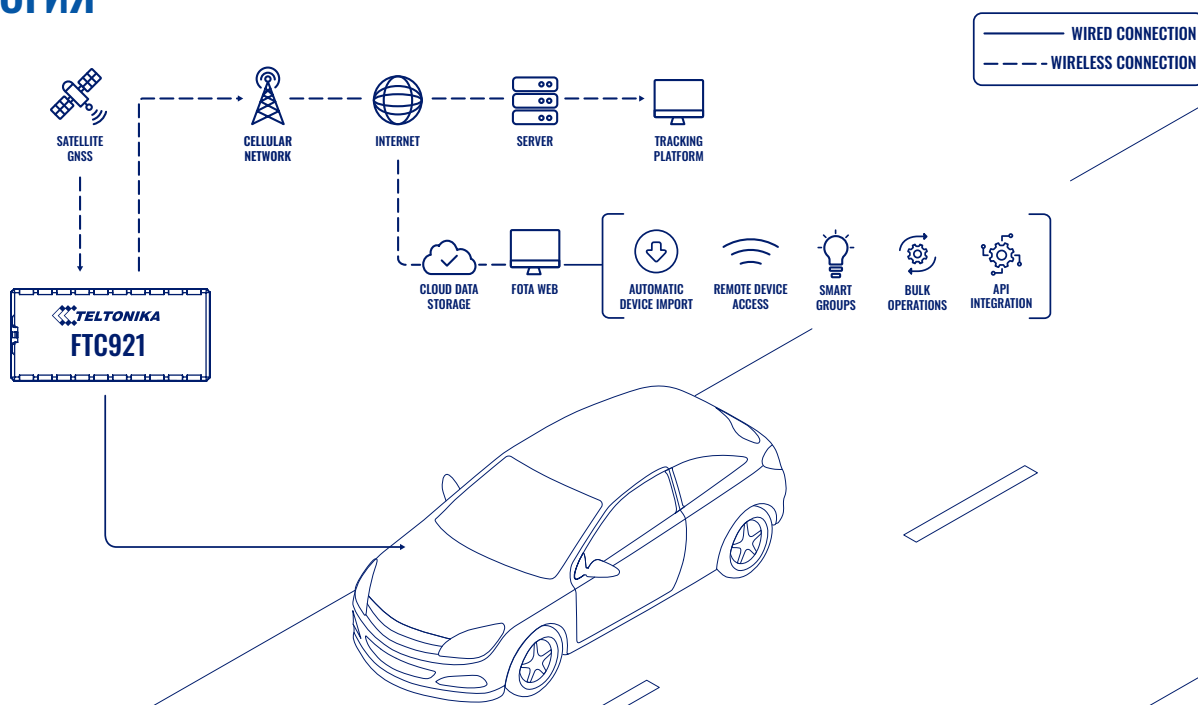 WIRED CONNECTION
WIRELESS CONNECTION
SATELLITE
GNSS
CELLULAR
NETWORK
INTERNET
SERVER
TRACKING
PLATFORM
CLOUD DATA
STORAGE
FOTA WEB
AUTOMATIC
DEVICE IMPORT
REMOTE DEVICE
ACCESS
SMART
GROUPS
BULK
OPERATIONS
API
INTEGRATION
TELTONIKA
FTC921